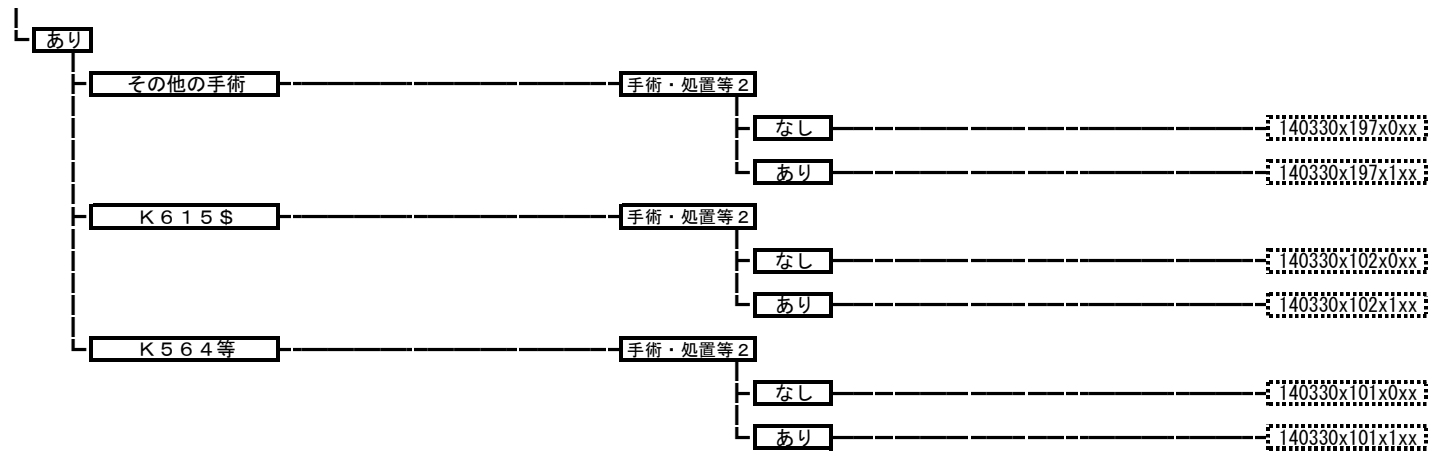 あり
その他の手術 手術・処置等２
なし 140330x197x0xx
あり 140330x197x1xx
Ｋ６１５＄ 手術・処置等２
なし 140330x102x0xx
あり 140330x102x1xx
Ｋ５６４等 手術・処置等２
なし 140330x101x0xx
あり 140330x101x1xx